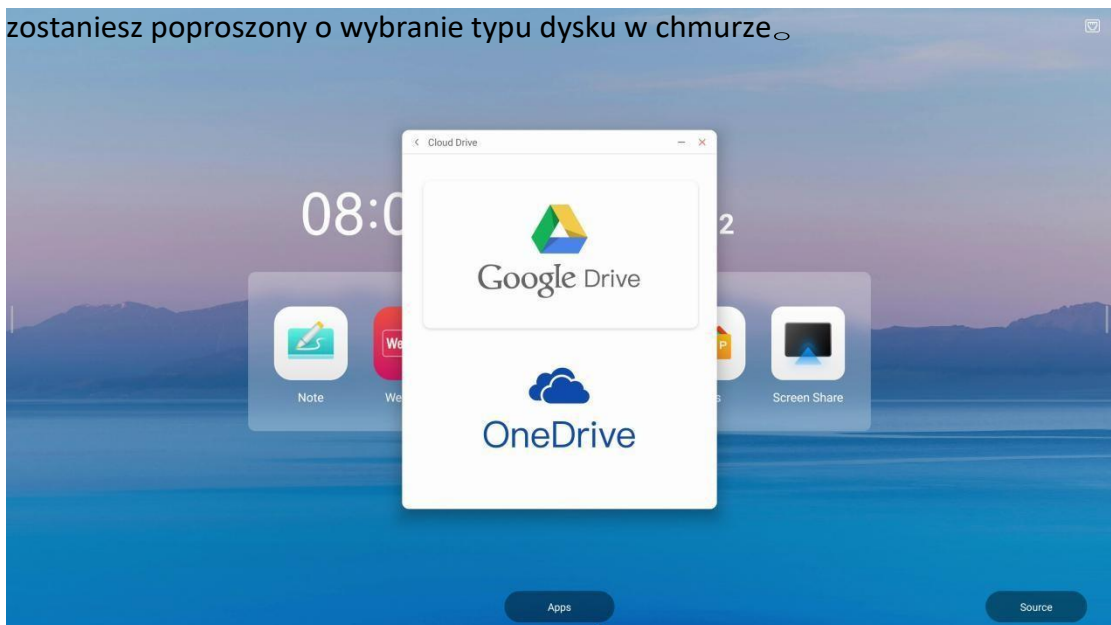 zostaniesz poproszony o wybranie typu dysku w chmurze。
Cloud Drive
08:0
2
Google Drive
We
P
Note
We
s
Screen Share
OneDrive
Apps
Source